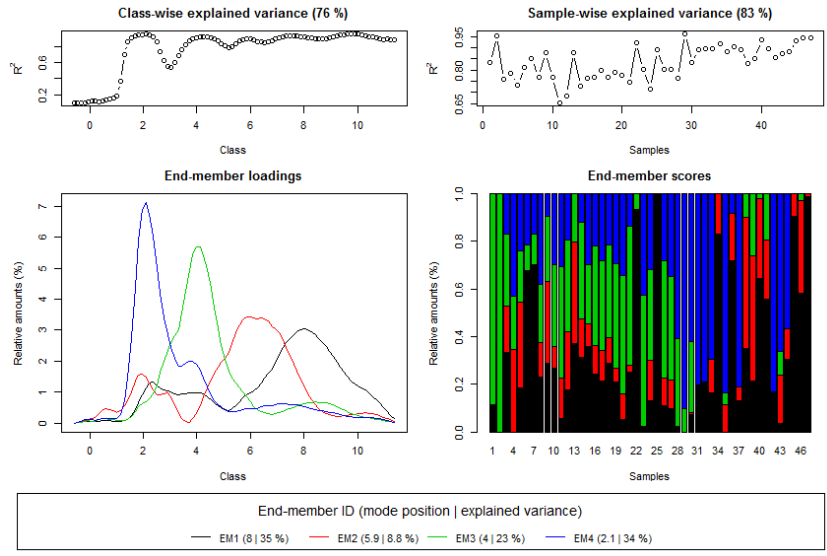 Class-wise explained variance (76 %)
R²
0.2 0.6
0 2 4 6 8 10
Class
Sample-wise explained variance (83 %)
R²
0.65 0.80 0.95
0 10 20 30 40
Samples
End-member loadings
Relative amounts (%)
0 1 2 3 4 5 6 7
0 2 4 6 8 10
Class
End-member scores
Relative amounts (%)
0.0 0.2 0.4 0.6 0.8 1.0
1 4 7 10 13 16 19 22 25 28 31 34 37 40 43 46
Samples
End-member ID (mode position | explained variance)
EM1 (8 | 35 %) EM2 (5.9 | 8.8 %) EM3 (4 | 23 %) EM4 (2.1 | 34 %)